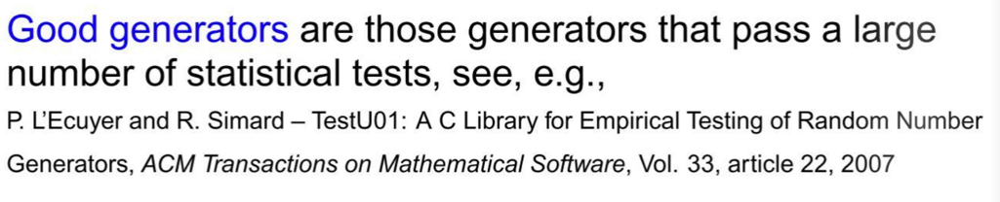 Good generators are those generators that pass a large
number of statistical tests, see, e.g.,
P. L’Ecuyer and R. Simard – TestU01: A C Library for Empirical Testing of Random Number
Generators, ACM Transactions on Mathematical Software, Vol. 33, article 22, 2007